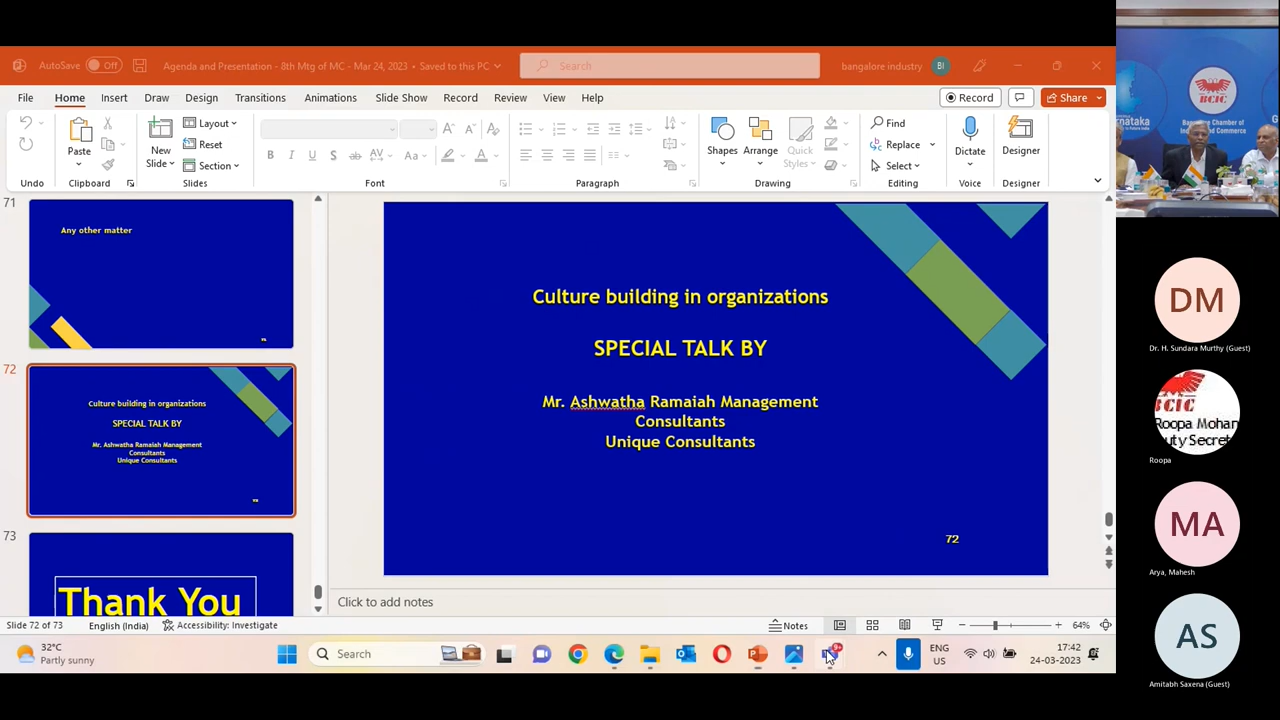 AutoSave Off
Agenda and Presentation - 8th Mtg of MC - Mar 24, 2023 - Saved to this PC
Search
bangalore industry
BI
File Home Insert Draw Design Transitions Animations Slide Show Record Review View Help
Record
Share
Paste
New
Slide
Layout
Reset
Section
B I U S ab AV Aa A
Find
Replace
Select
Shapes
Arrange
Quick
Styles
Dictate
Designer
Undo Clipboard Slides Font Paragraph Drawing Editing Voice Designer
71
Any other matter
72
Culture building in organizations
SPECIAL TALK BY
Mr. Ashwatha Ramaiah Management
Consultants
Unique Consultants
73
Thank You
Culture building in organizations
SPECIAL TALK BY
Mr. Ashwatha Ramaiah Management
Consultants
Unique Consultants
72
Click to add notes
Slide 72 of 73
English (India)
Accessibility: Investigate
Notes
64%
32°C
Partly sunny
Search
ENG
US
17:42
24-03-2023
BCIC
DM
Dr. H. Sundara Murthy (Guest)
BCIC
Roopa Mohan
Roopa
MA
Arya, Mahesh
AS
Amitabh Saxena (Guest)